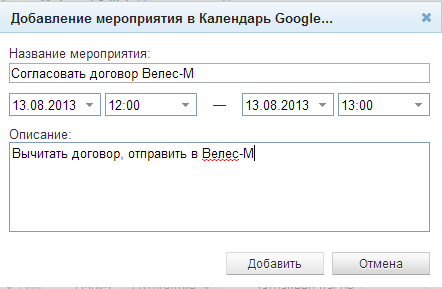 Добавление мероприятия в Календарь Google...
Название мероприятия:
Согласовать договор Велес-М
13.08.2013 12:00 — 13.08.2013 13:00
Описание:
Вычитать договор, отправить в Велес-М
Добавить Отмена